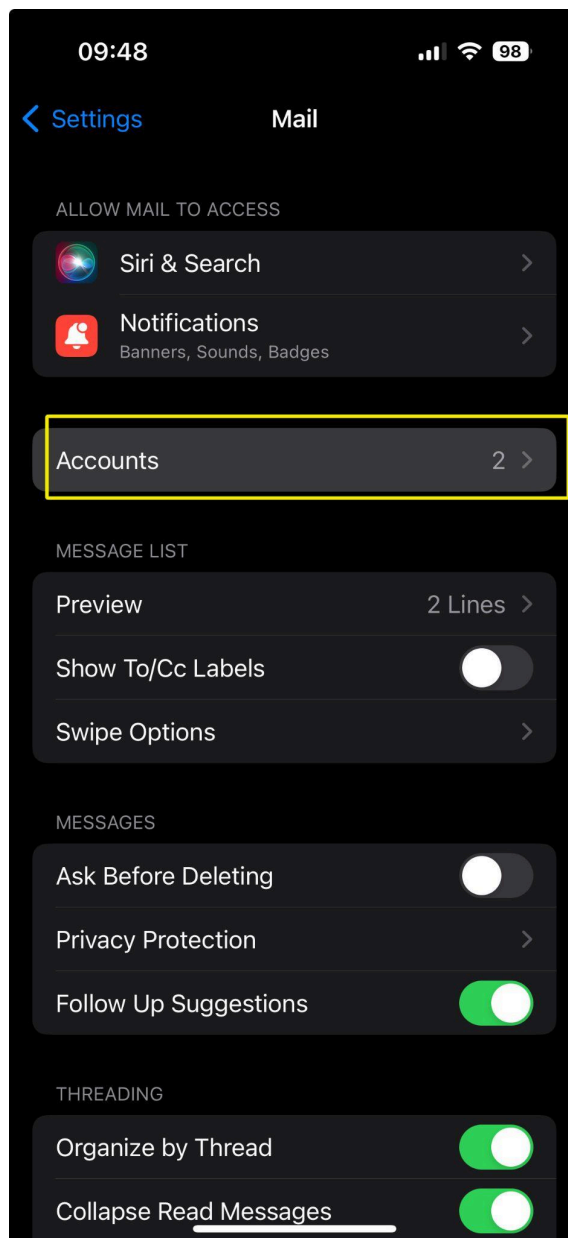 09:48 98
Settings Mail
ALLOW MAIL TO ACCESS
Siri & Search
Notifications
Banners, Sounds, Badges
Accounts 2
MESSAGE LIST
Preview 2 Lines
Show To/Cc Labels
Swipe Options
MESSAGES
Ask Before Deleting
Privacy Protection
Follow Up Suggestions
THREADING
Organize by Thread
Collapse Read Messages